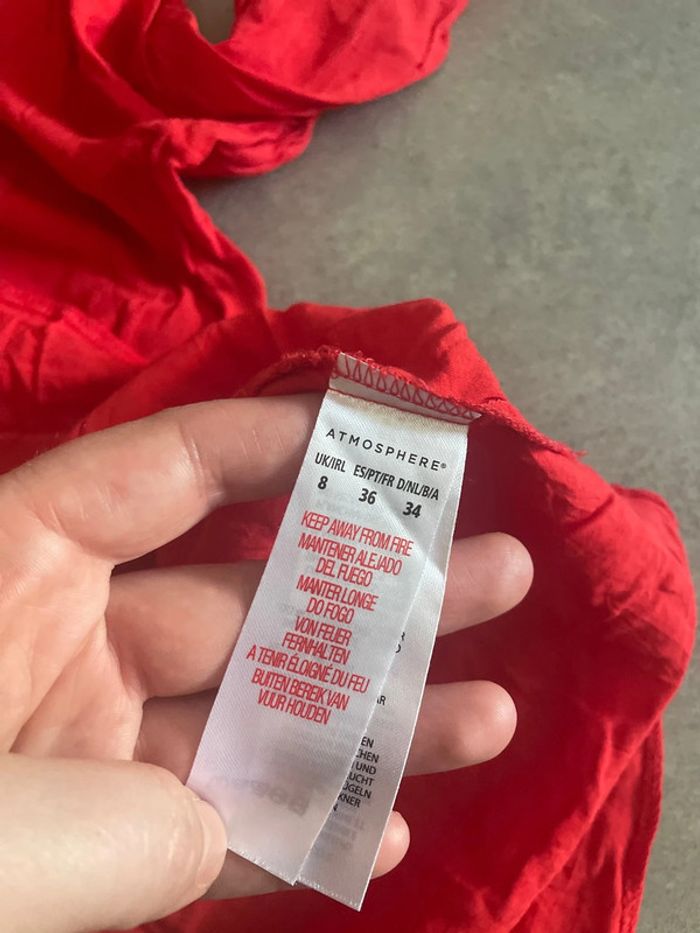 ATMOSPHERE®
UK/IRL ES/PT/FR D/NL/B/A
8 36 34
KEEP AWAY FROM FIRE
MANTENER ALEJADO
DEL FUEGO
MANTER LONGE
DO FOGO
VON FEUER
FERNHALTEN
A TENIR ÉLOIGNÉ DU FEU
BUITEN BEREIK VAN
VUUR HOUDEN
UND